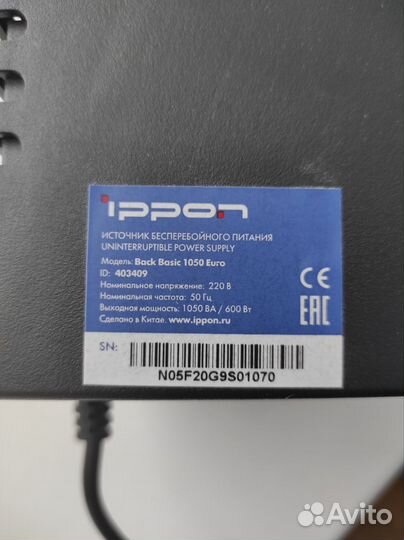 ippon
ИСТОЧНИК БЕСПЕРЕБОЙНОГО ПИТАНИЯ
UNINTERRUPTIBLE POWER SUPPLY
Модель: Back Basic 1050 Euro
ID: 403409
Номинальное напряжение: 220 В
Номинальная частота: 50 Гц
Выходная мощность: 1050 ВА / 600 Вт
Сделано в Китае. www.ippon.ru
CE
EAC
SN:
N05F20G9S01070
Avito